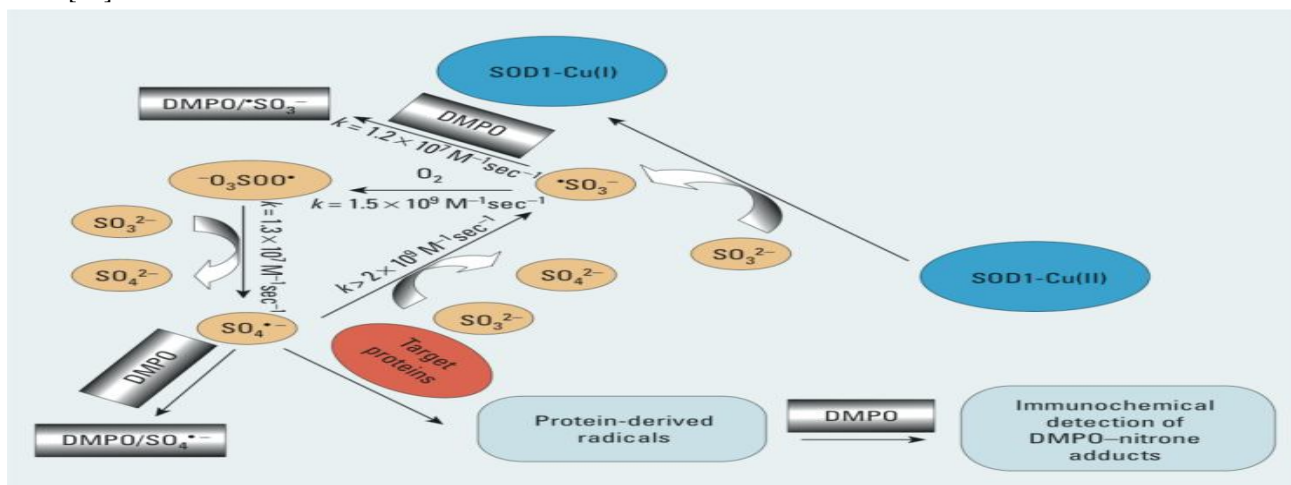 SOD1-Cu(I)
DMPO/•SO₃⁻
DMPO
k = 1.2 × 10⁷ M⁻¹sec⁻¹
⁻O₃SOO•
O₂
•SO₃⁻
k = 1.5 × 10⁹ M⁻¹sec⁻¹
SO₃²⁻
SO₄²⁻
k = 1.3 × 10⁷ M⁻¹sec⁻¹
k > 2 × 10⁹ M⁻¹sec⁻¹
SO₃²⁻
SO₄²⁻
SOD1-Cu(II)
SO₄•⁻
SO₃²⁻
DMPO
Target
proteins
DMPO/SO₄•⁻
Protein-derived
radicals
DMPO
Immunochemical
detection of
DMPO–nitrone
adducts